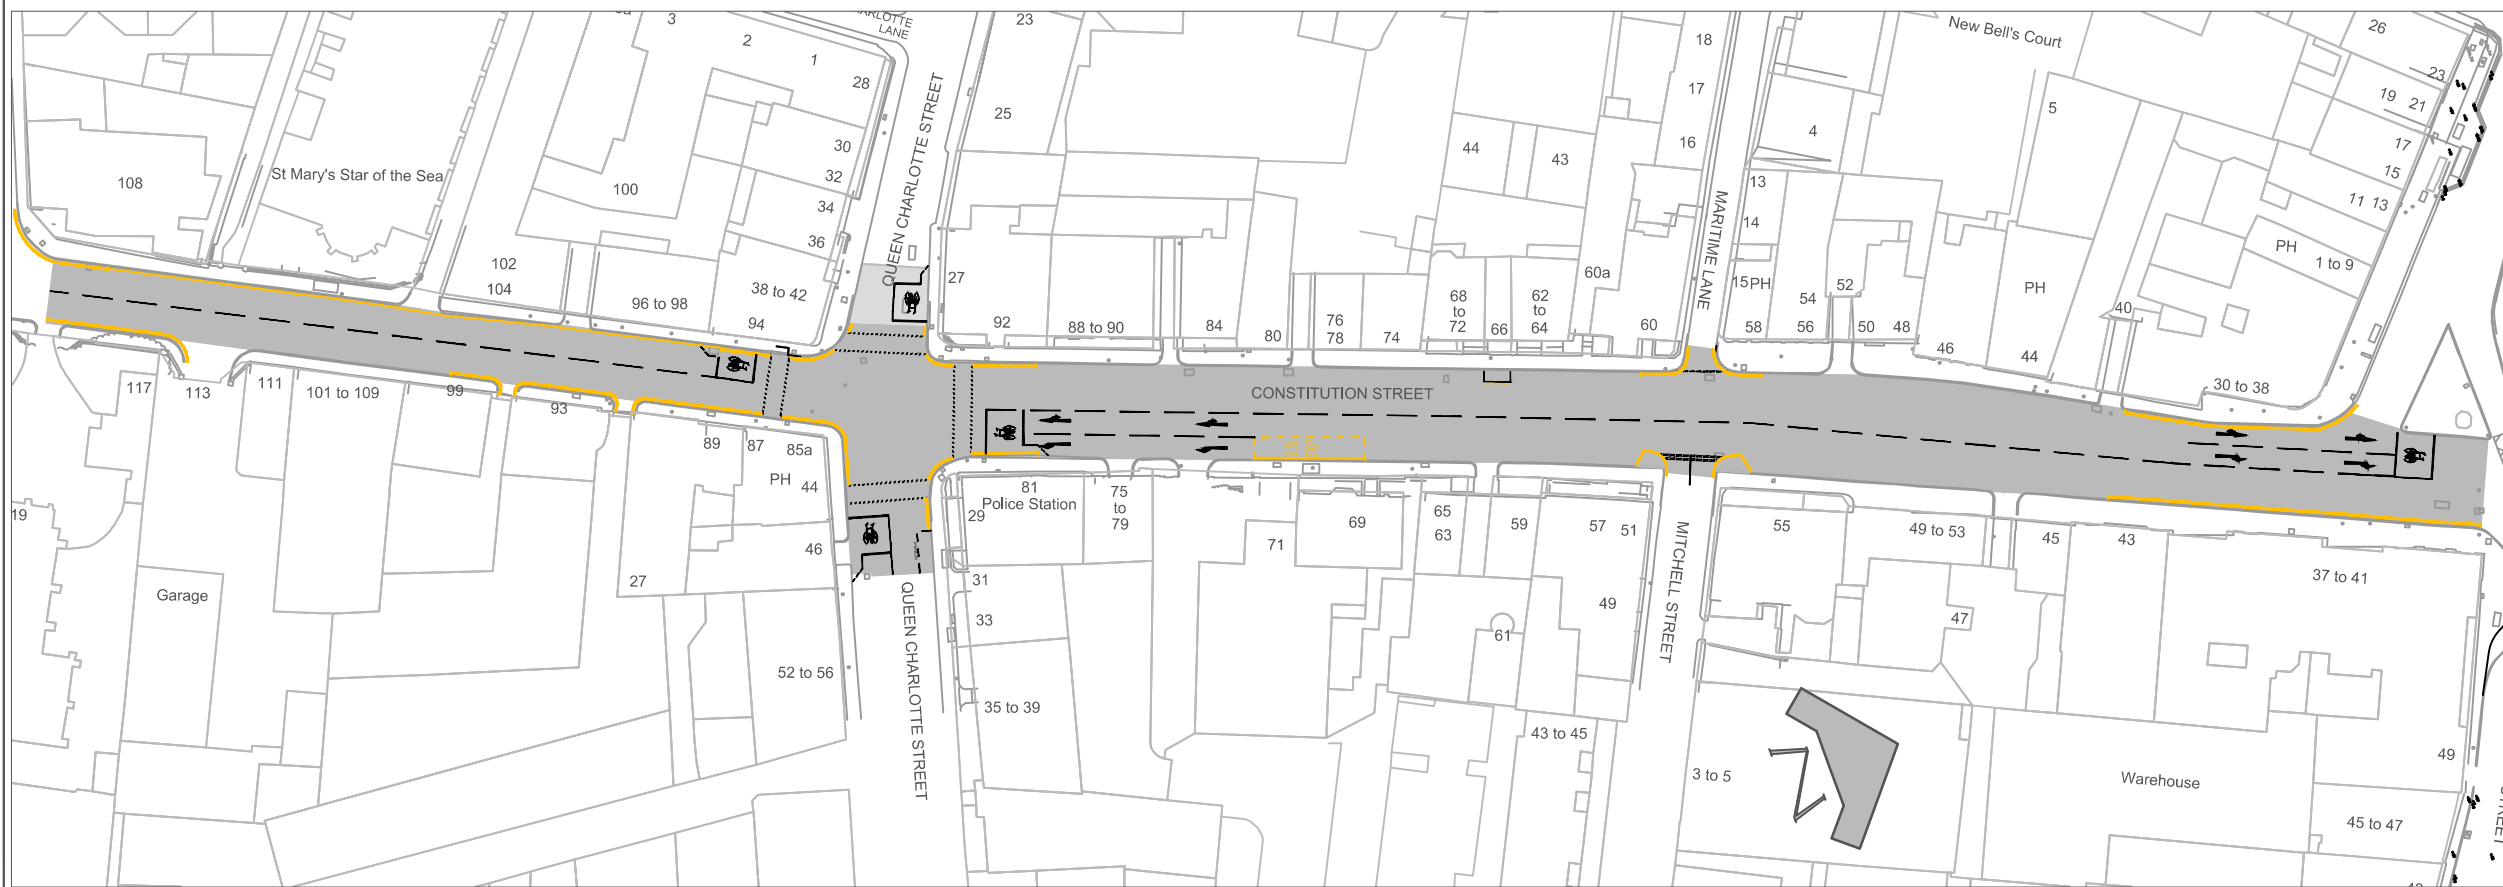 3
2
1
28
LANE
23
25
QUEEN CHARLOTTE STREET
108
St Mary's Star of the Sea
100
30
32
34
36
102
104
96 to 98
38 to 42
94
27
92
88 to 90
84
80
76
78
74
44
43
68
to
72
66
62
to
64
60a
60
18
17
16
MARITIME LANE
13
14
15
PH
58
4
54
56
52
50
48
46
New Bell's Court
5
PH
44
40
30 to 38
PH
1 to 9
26
23
19
21
17
15
11
13
CONSTITUTION STREET
117
113
111
101 to 109
99
93
89
87
85a
PH
44
46
27
Garage
19
52 to 56
QUEEN CHARLOTTE STREET
81
Police Station
29
31
33
35 to 39
75
to
79
71
69
65
63
59
57
51
49
61
43 to 45
MITCHELL STREET
55
49 to 53
47
45
43
37 to 41
3 to 5
Warehouse
49
45 to 47